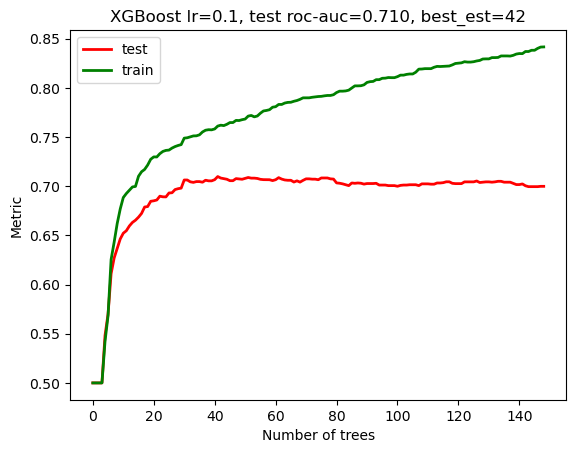 XGBoost lr=0.1, test roc-auc=0.710, best_est=42
test
train
Metric
0.85
0.80
0.75
0.70
0.65
0.60
0.55
0.50
0 20 40 60 80 100 120 140
Number of trees